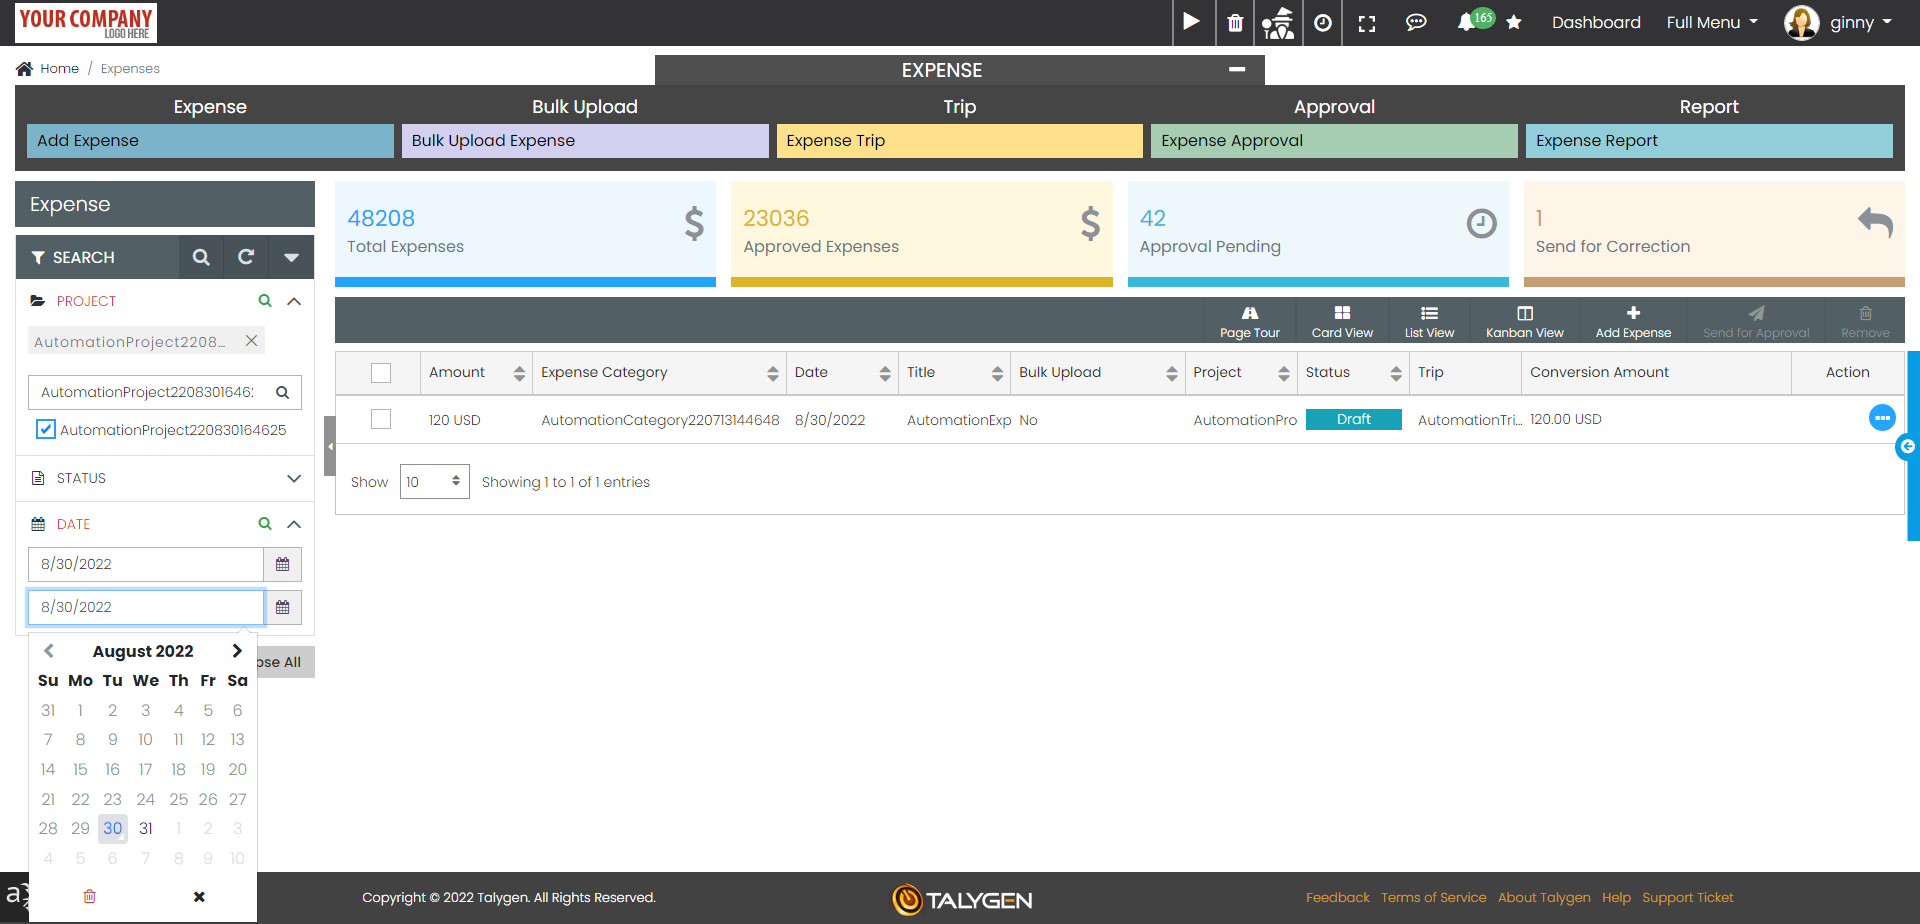 YOUR COMPANY
LOGO HERE
165
Dashboard
Full Menu
ginny
Home / Expenses
EXPENSE
Expense
Bulk Upload
Trip
Approval
Report
Add Expense
Bulk Upload Expense
Expense Trip
Expense Approval
Expense Report
Expense
48208
Total Expenses
23036
Approved Expenses
42
Approval Pending
1
Send for Correction
SEARCH
PROJECT
AutomationProject2208...
STATUS
DATE
8/30/2022
8/30/2022
AutomationProject220830164625
Page Tour
Card View
List View
Kanban View
Add Expense
Send for Approval
Remove
Amount
Expense Category
Date
Title
Bulk Upload
Project
Status
Trip
Conversion Amount
Action
120 USD
AutomationCategory220713144648
8/30/2022
AutomationExp
No
AutomationPro
Draft
AutomationTri...
120.00 USD
Show
10
Showing 1 to 1 of 1 entries
August 2022
Su Mo Tu We Th Fr Sa
31 1 2 3 4 5 6
7 8 9 10 11 12 13
14 15 16 17 18 19 20
21 22 23 24 25 26 27
28 29 30 31 1 2 3
4 5 6 7 8 9 10
All
Copyright © 2022 Talygen. All Rights Reserved.
TALYGEN
Feedback
Terms of Service
About Talygen
Help
Support Ticket